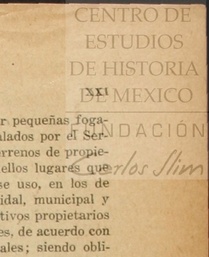 CENTRO DE
ESTUDIOS
DE HISTORIA
XXI
DE MEXICO
r pequeñas foga-
alados por el Ser-
FUNDACIÓN
errenos de propie-
ellos lugares que
Carlos Slim
se uso, en los de
idal, municipal y
tivos propietarios
es, de acuerdo con
ales; siendo obli-